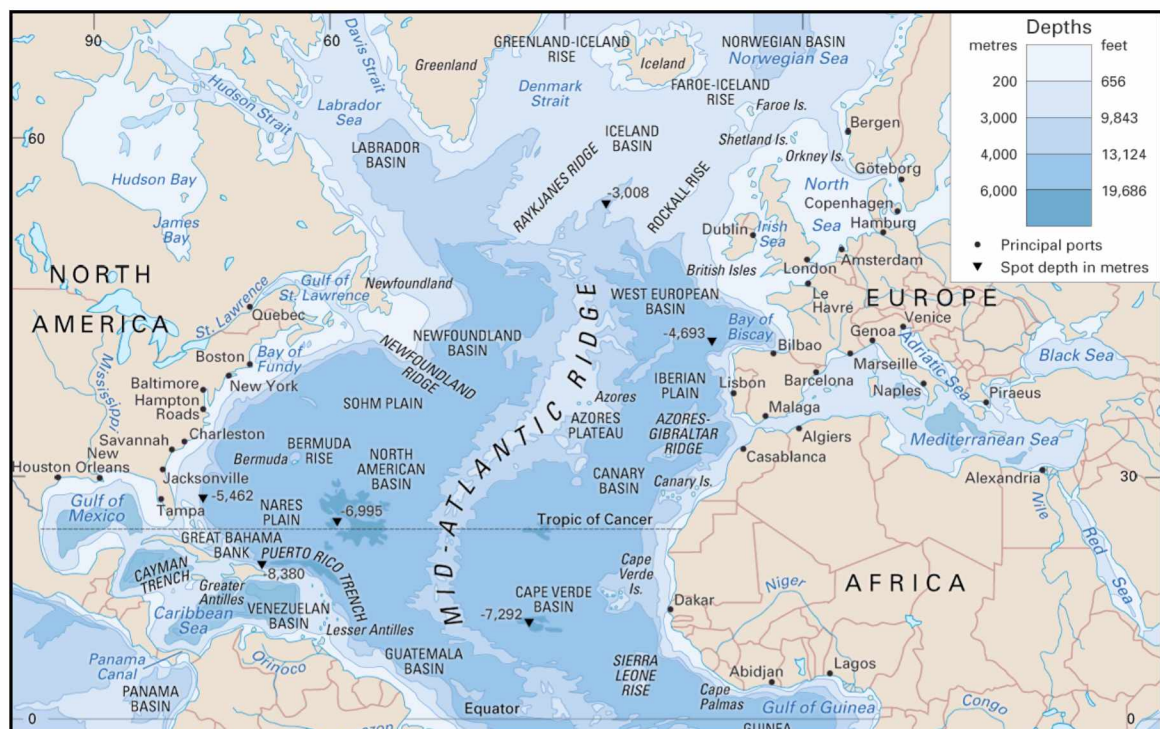 90
60
Depths
metres
feet
200
656
3,000
9,843
4,000
13,124
6,000
19,686
Principal ports
Spot depth in metres
GREENLAND-ICELAND
RISE
NORWEGIAN BASIN
Norwegian Sea
Greenland
Iceland
Davis Strait
Denmark
Strait
FAROE-ICELAND
RISE
Faroe Is.
Hudson Strait
Labrador
Sea
60
LABRADOR
BASIN
ICELAND
BASIN
Shetland Is.
Bergen
Orkney Is.
Göteborg
Hudson Bay
RAYKJANES RIDGE
-3,008
ROCKALL RISE
North
Sea
Copenhagen
Hamburg
James
Bay
Dublin
Irish
Sea
Amsterdam
London
British Isles
NORTH
AMERICA
Gulf of
St. Lawrence
Newfoundland
St. Lawrence
Quebec
WEST EUROPEAN
BASIN
Le
Havre
EUROPE
Venice
-4,693
Bay of
Biscay
Genoa
NEWFOUNDLAND
BASIN
NEWFOUNDLAND
RIDGE
Boston
Bay of
Fundy
Bilbao
Marseille
Adriatic Sea
Black Sea
Mississippi
New York
Baltimore
Hampton
Roads
IBERIAN
PLAIN
Lisbon
Barcelona
Naples
Piraeus
SOHM PLAIN
Azores
AZORES
PLATEAU
AZORES-
GIBRALTAR
RIDGE
Malaga
Algiers
Mediterranean Sea
Charleston
Savannah
New
Orleans
Houston
Jacksonville
BERMUDA
RISE
Bermuda
NORTH
AMERICAN
BASIN
MID-ATLANTIC RIDGE
Casablanca
CANARY
BASIN
Canary Is.
Alexandria
30
Nile
-5,462
Tampa
Gulf of
Mexico
NARES
PLAIN
-6,995
Tropic of Cancer
Red Sea
GREAT BAHAMA
BANK
PUERTO RICO TRENCH
CAYMAN
TRENCH
-8,380
Greater
Antilles
VENEZUELAN
BASIN
Caribbean
Sea
Lesser Antilles
CAPE VERDE
BASIN
-7,292
Cape
Verde
Is.
Dakar
Niger
AFRICA
Panama
Canal
Orinoco
GUATEMALA
BASIN
SIERRA
LEONE
RISE
Abidjan
Lagos
PANAMA
BASIN
Cape
Palmas
Gulf of Guinea
Congo
0
Equator
0